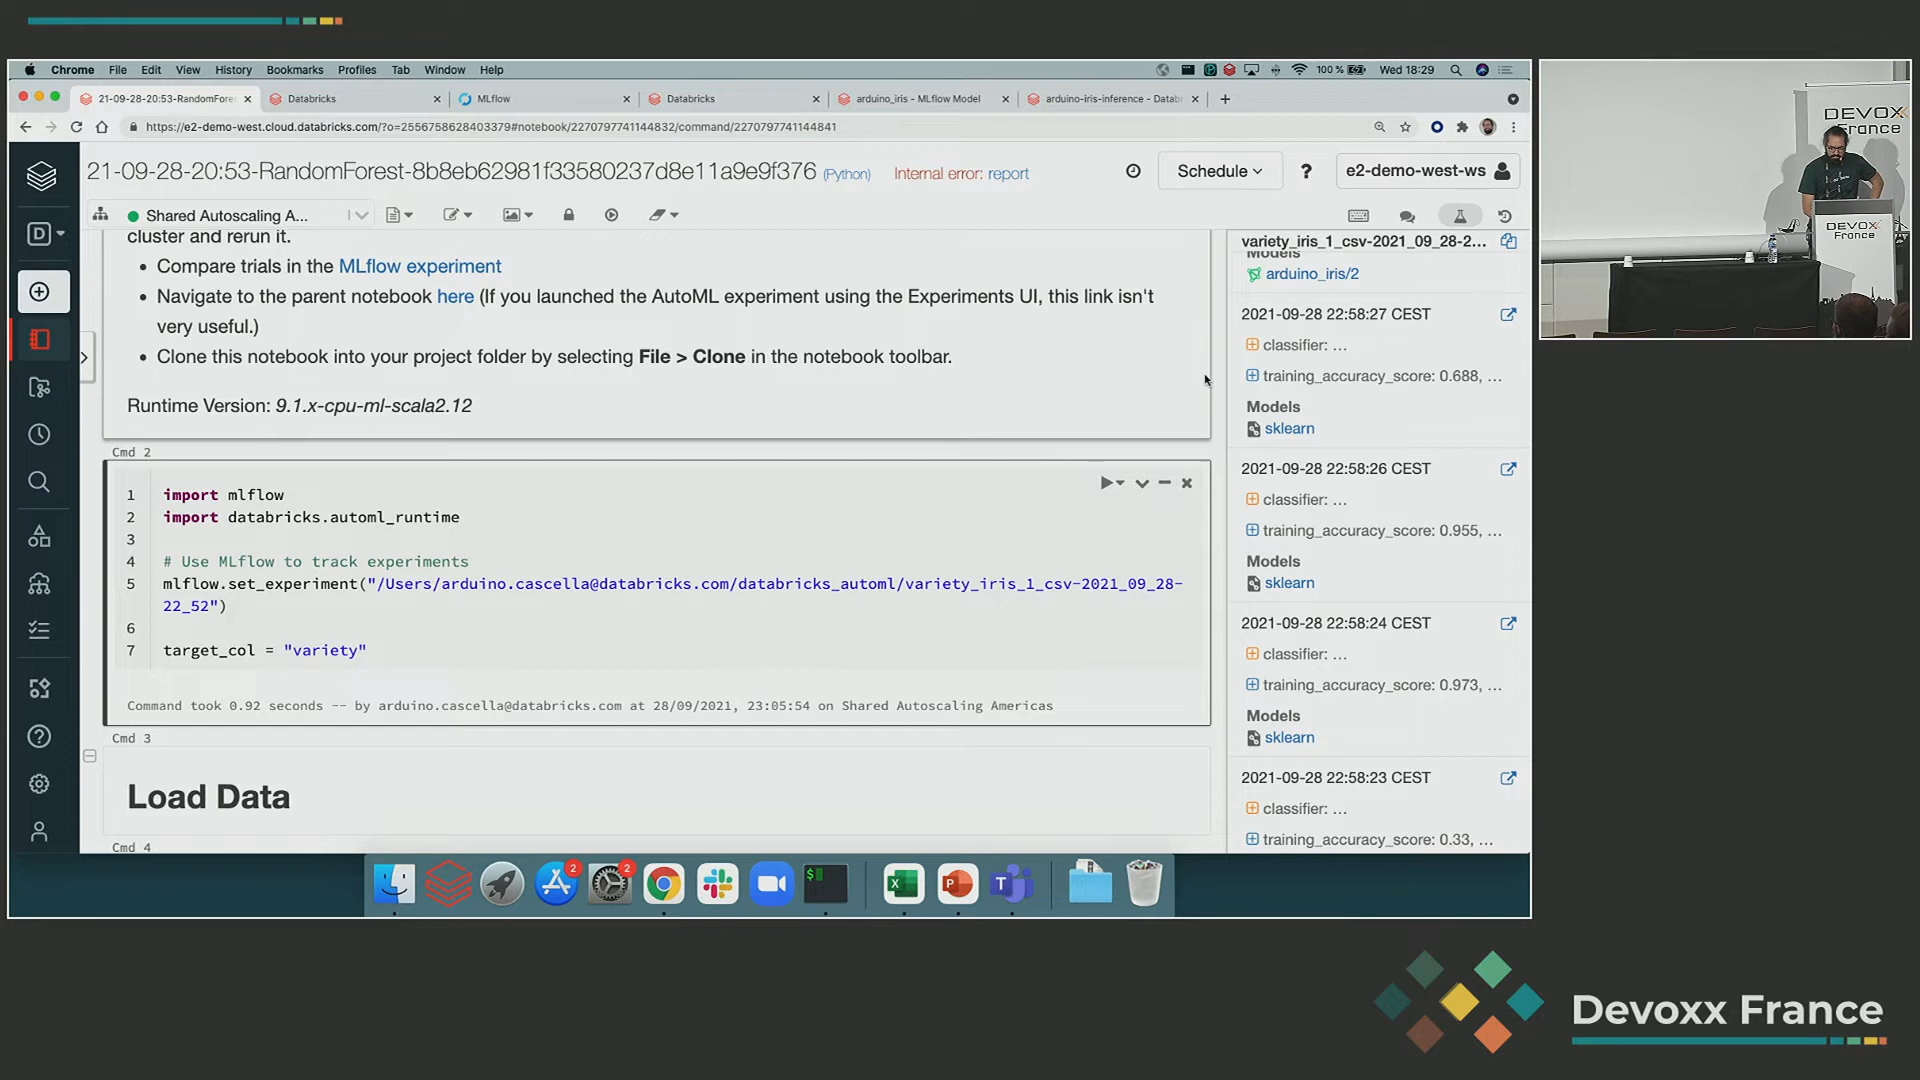 Chrome File Edit View History Bookmarks Profiles Tab Window Help 100 % Wed 18:29
21-09-28-20:53-RandomFore Databricks MLflow Databricks arduino_iris - MLflow Model arduino-iris-inference - Datab
https://e2-demo-west.cloud.databricks.com/?o=2556758628403379#notebook/2270797741144832/command/2270797741144841
21-09-28-20:53-RandomForest-8b8eb62981f33580237d8e11a9e9f376 (Python) Internal error: report Schedule ? e2-demo-west-ws
D Shared Autoscaling A...
cluster and rerun it.
• Compare trials in the MLflow experiment
• Navigate to the parent notebook here (If you launched the AutoML experiment using the Experiments UI, this link isn't
very useful.)
• Clone this notebook into your project folder by selecting File > Clone in the notebook toolbar.
Runtime Version: 9.1.x-cpu-ml-scala2.12
Cmd 2
1 import mlflow
2 import databricks.automl_runtime
3
4 # Use MLflow to track experiments
5 mlflow.set_experiment("/Users/arduino.cascella@databricks.com/databricks_automl/variety_iris_1_csv-2021_09_28-
22_52")
6
7 target_col = "variety"
Command took 0.92 seconds -- by arduino.cascella@databricks.com at 28/09/2021, 23:05:54 on Shared Autoscaling Americas
Cmd 3
Load Data
Cmd 4
variety_iris_1_csv-2021_09_28-2...
Models
arduino_iris/2
2021-09-28 22:58:27 CEST
classifier: ...
training_accuracy_score: 0.688, ...
Models
sklearn
2021-09-28 22:58:26 CEST
classifier: ...
training_accuracy_score: 0.955, ...
Models
sklearn
2021-09-28 22:58:24 CEST
classifier: ...
training_accuracy_score: 0.973, ...
Models
sklearn
2021-09-28 22:58:23 CEST
classifier: ...
training_accuracy_score: 0.33, ...
2 2 $ X P T
DEVOXX
France
DEVOXX
France
Devoxx France